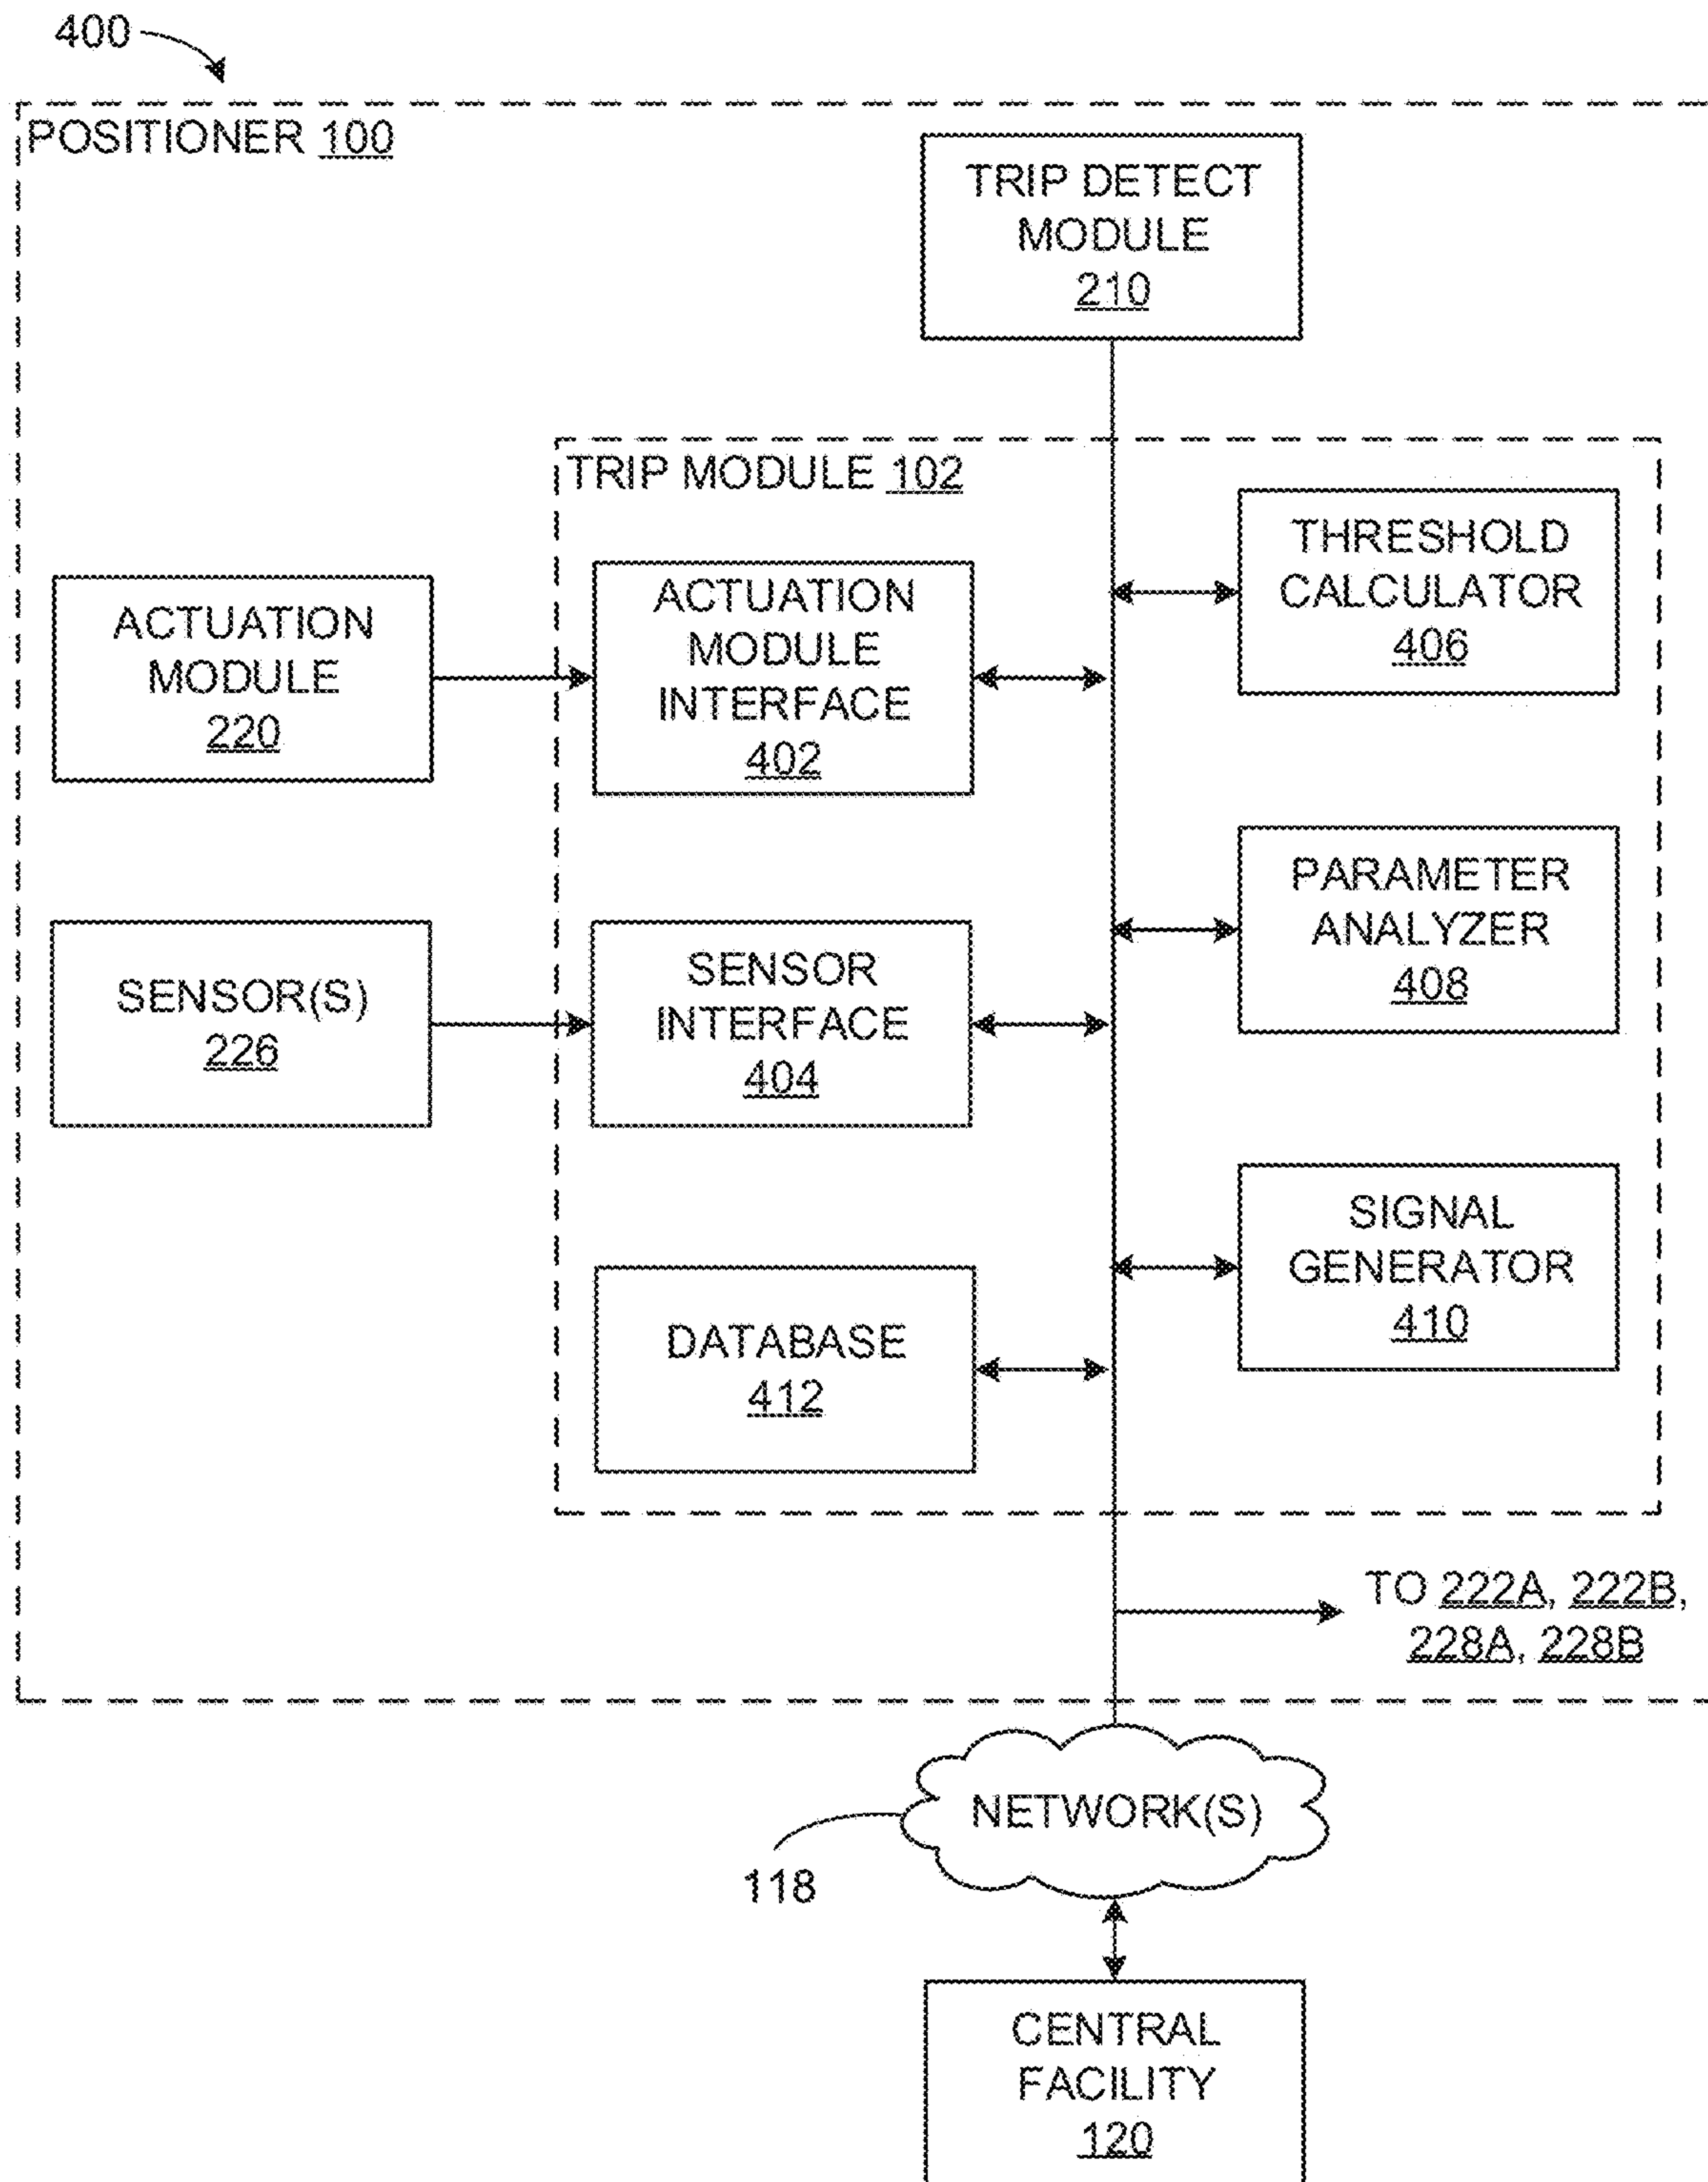 400
POSITIONER 100
TRIP DETECT
MODULE
210
TRIP MODULE 102
THRESHOLD
CALCULATOR
406
ACTUATION
MODULE
220
ACTUATION
MODULE
INTERFACE
402
PARAMETER
ANALYZER
408
SENSOR(S)
226
SENSOR
INTERFACE
404
SIGNAL
GENERATOR
410
DATABASE
412
TO 222A, 222B,
228A, 228B
NETWORK(S)
118
CENTRAL
FACILITY
120